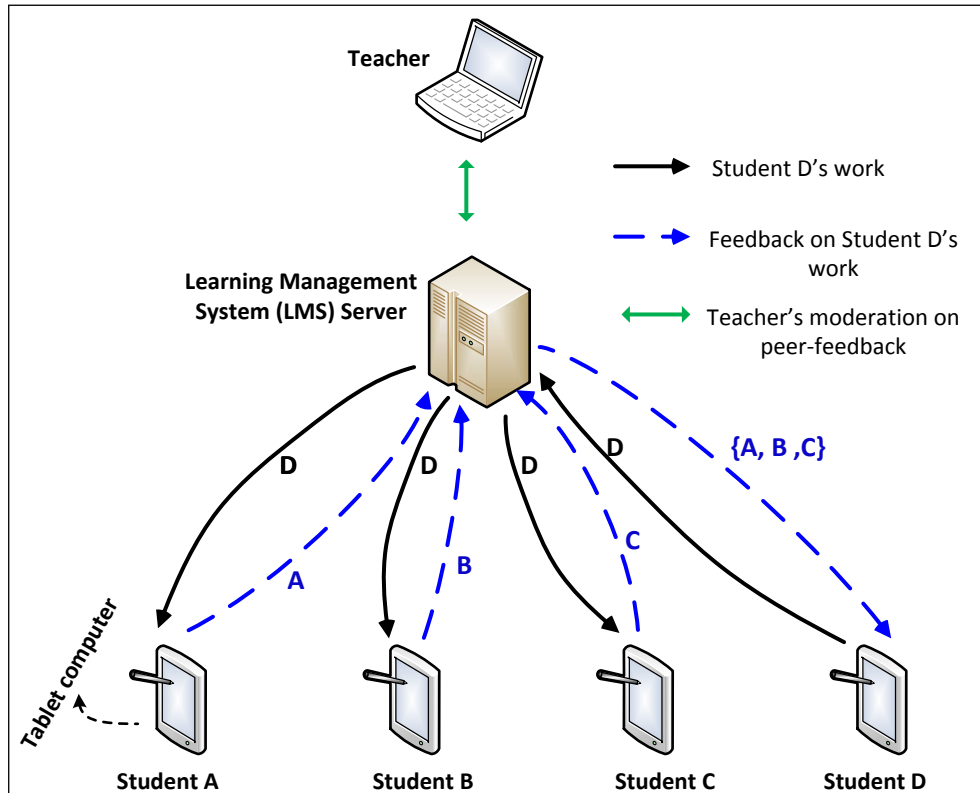 Teacher
Student D's work
Feedback on Student D's
work
Learning Management
System (LMS) Server
Teacher's moderation on
peer-feedback
D
D
D
D
{A, B ,C}
A
B
C
Tablet computer
Student A
Student B
Student C
Student D